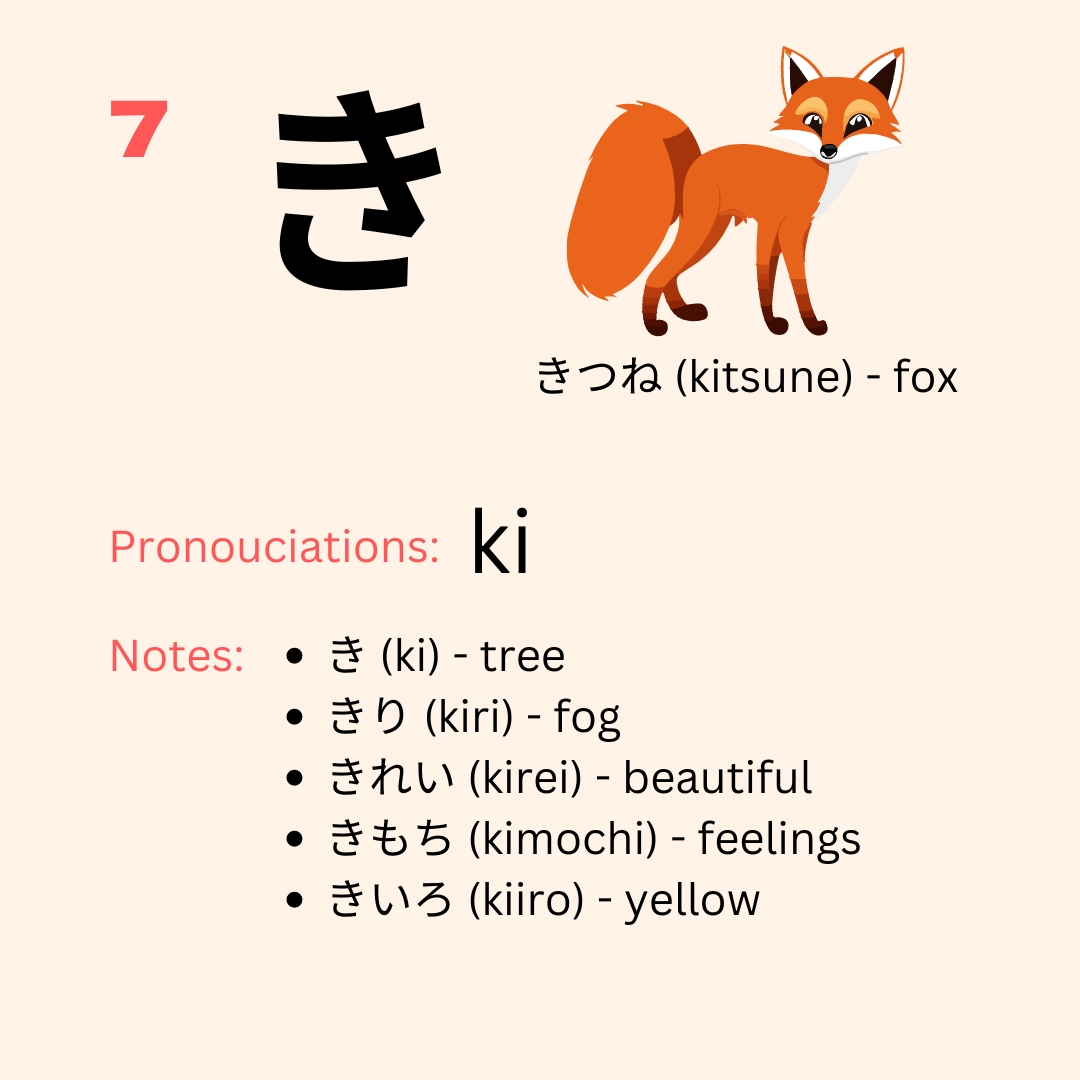 7
き
きつね (kitsune) - fox
Pronouciations: ki
Notes:
• き (ki) - tree
• きり (kiri) - fog
• きれい (kirei) - beautiful
• きもち (kimochi) - feelings
• きいろ (kiiro) - yellow